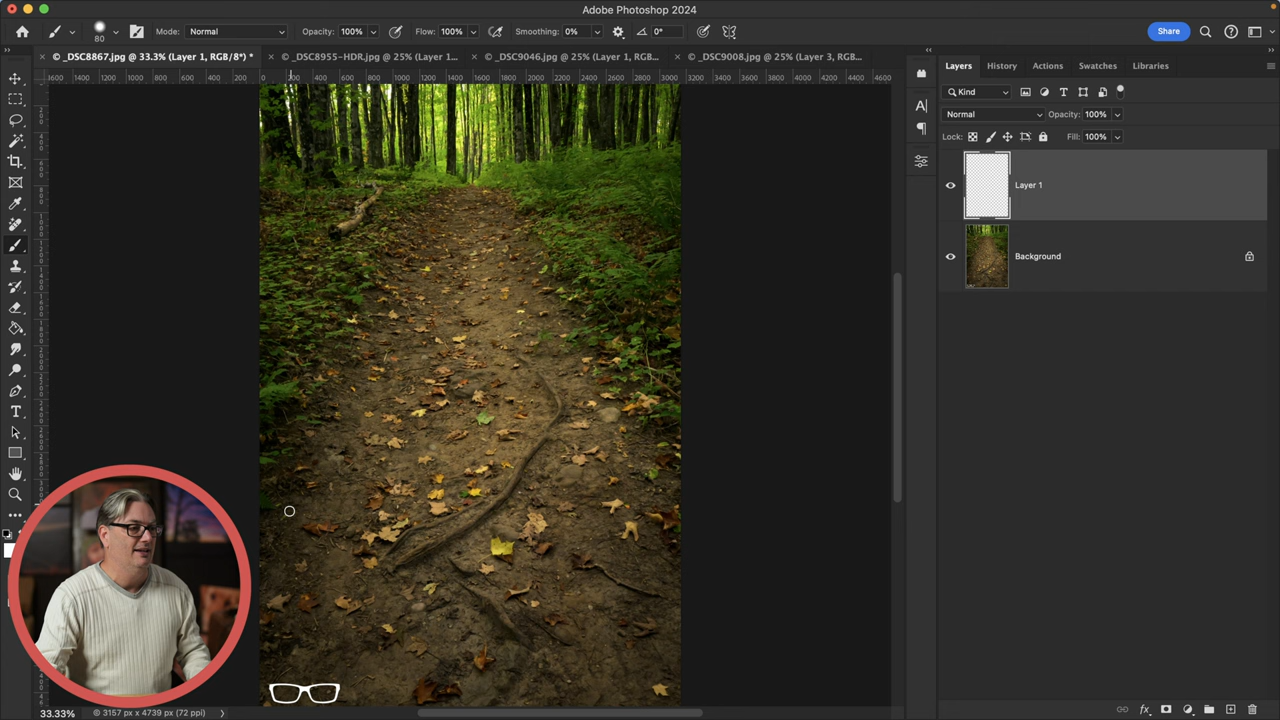 Adobe Photoshop 2024
80
Mode: Normal
Opacity: 100%
Flow: 100%
Smoothing: 0%
0°
Share
© _DSC8867.jpg @ 33.3% (Layer 1, RGB/8*) *
© _DSC8955-HDR.jpg @ 25% (Layer 1...
© _DSC9046.jpg @ 25% (Layer 1, RGB...
© _DSC9008.jpg @ 25% (Layer 3, RGB...
1600 1400 1200 1000 800 600 400 200 0 200 400 600 800 1000 1200 1400 1600 1800 2000 2200 2400 2600 2800 3000 3200 3400 3600 3800 4000 4200 4400 4600
Layers
History
Actions
Swatches
Libraries
Kind
Normal
Opacity: 100%
Lock:
Fill: 100%
Layer 1
Background
33.33%
© 3157 px x 4739 px (72 ppi)